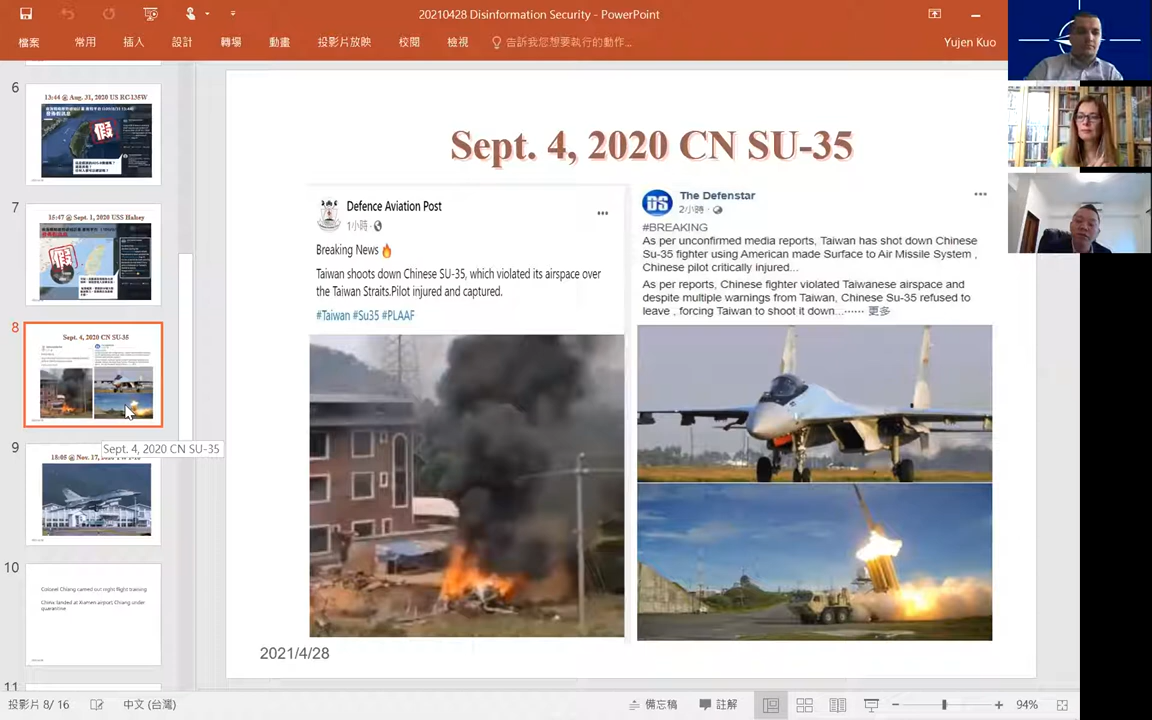 20210428 Disinformation Security - PowerPoint
檔案 常用 插入 設計 轉場 動畫 投影片放映 校閱 檢視 告訴我您想要執行的動作... Yujen Kuo
6
13:44 @ Aug. 31, 2020 US RC-135W
假
7
15:47 @ Sept. 1, 2020 USS Halsey
8
Sept. 4, 2020 CN SU-35
Sept. 4, 2020 CN SU-35
9
10
Colonel Chiang carried out night flight training
China landed at Xiamen airport Chiang under
quarantine
11
Sept. 4, 2020 CN SU-35
Defence Aviation Post
1小時
Breaking News
Taiwan shoots down Chinese SU-35, which violated its airspace over
the Taiwan Straits.Pilot injured and captured.
#Taiwan #Su35 #PLAAF
The Defenstar
2小時
#BREAKING
As per unconfirmed media reports, Taiwan has shot down Chinese
Su-35 fighter using American made Surface to Air Missile System ,
Chinese pilot critically injured...
As per reports, Chinese fighter violated Taiwanese airspace and
despite multiple warnings from Taiwan, Chinese Su-35 refused to
leave , forcing Taiwan to shoot it down...…… 更多
2021/4/28
投影片 8/16 中文 (台灣) 備忘稿 註解 94%